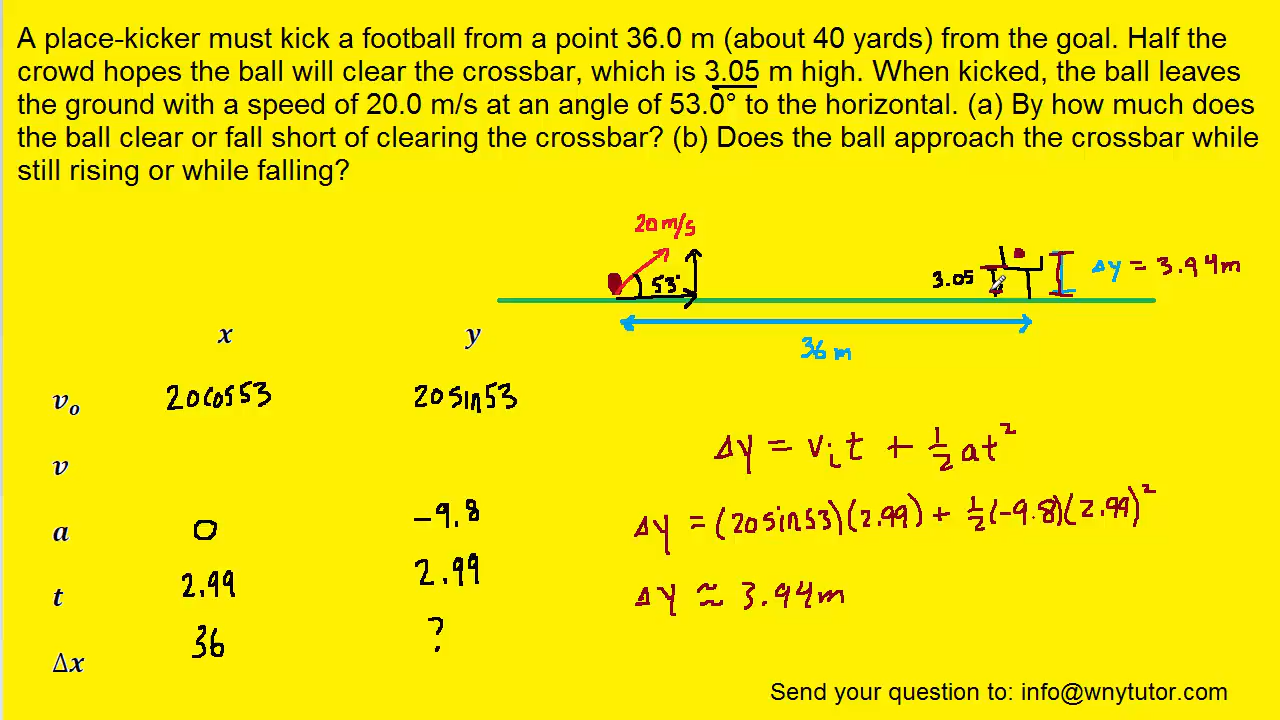 A place-kicker must kick a football from a point 36.0 m (about 40 yards) from the goal. Half the
crowd hopes the ball will clear the crossbar, which is 3.05 m high. When kicked, the ball leaves
the ground with a speed of 20.0 m/s at an angle of 53.0° to the horizontal. (a) By how much does
the ball clear or fall short of clearing the crossbar? (b) Does the ball approach the crossbar while
still rising or while falling?
20 m/s
53°
3.05
Δy = 3.94m
36 m
x y
v₀ 20cos53 20sin53
v
a 0 -9.8
t 2.99 2.99
Δx 36 ?
Δy = vᵢt + ½at²
Δy = (20sin53)(2.99) + ½(-9.8)(2.99)²
Δy ≈ 3.94m
Send your question to: info@wnytutor.com